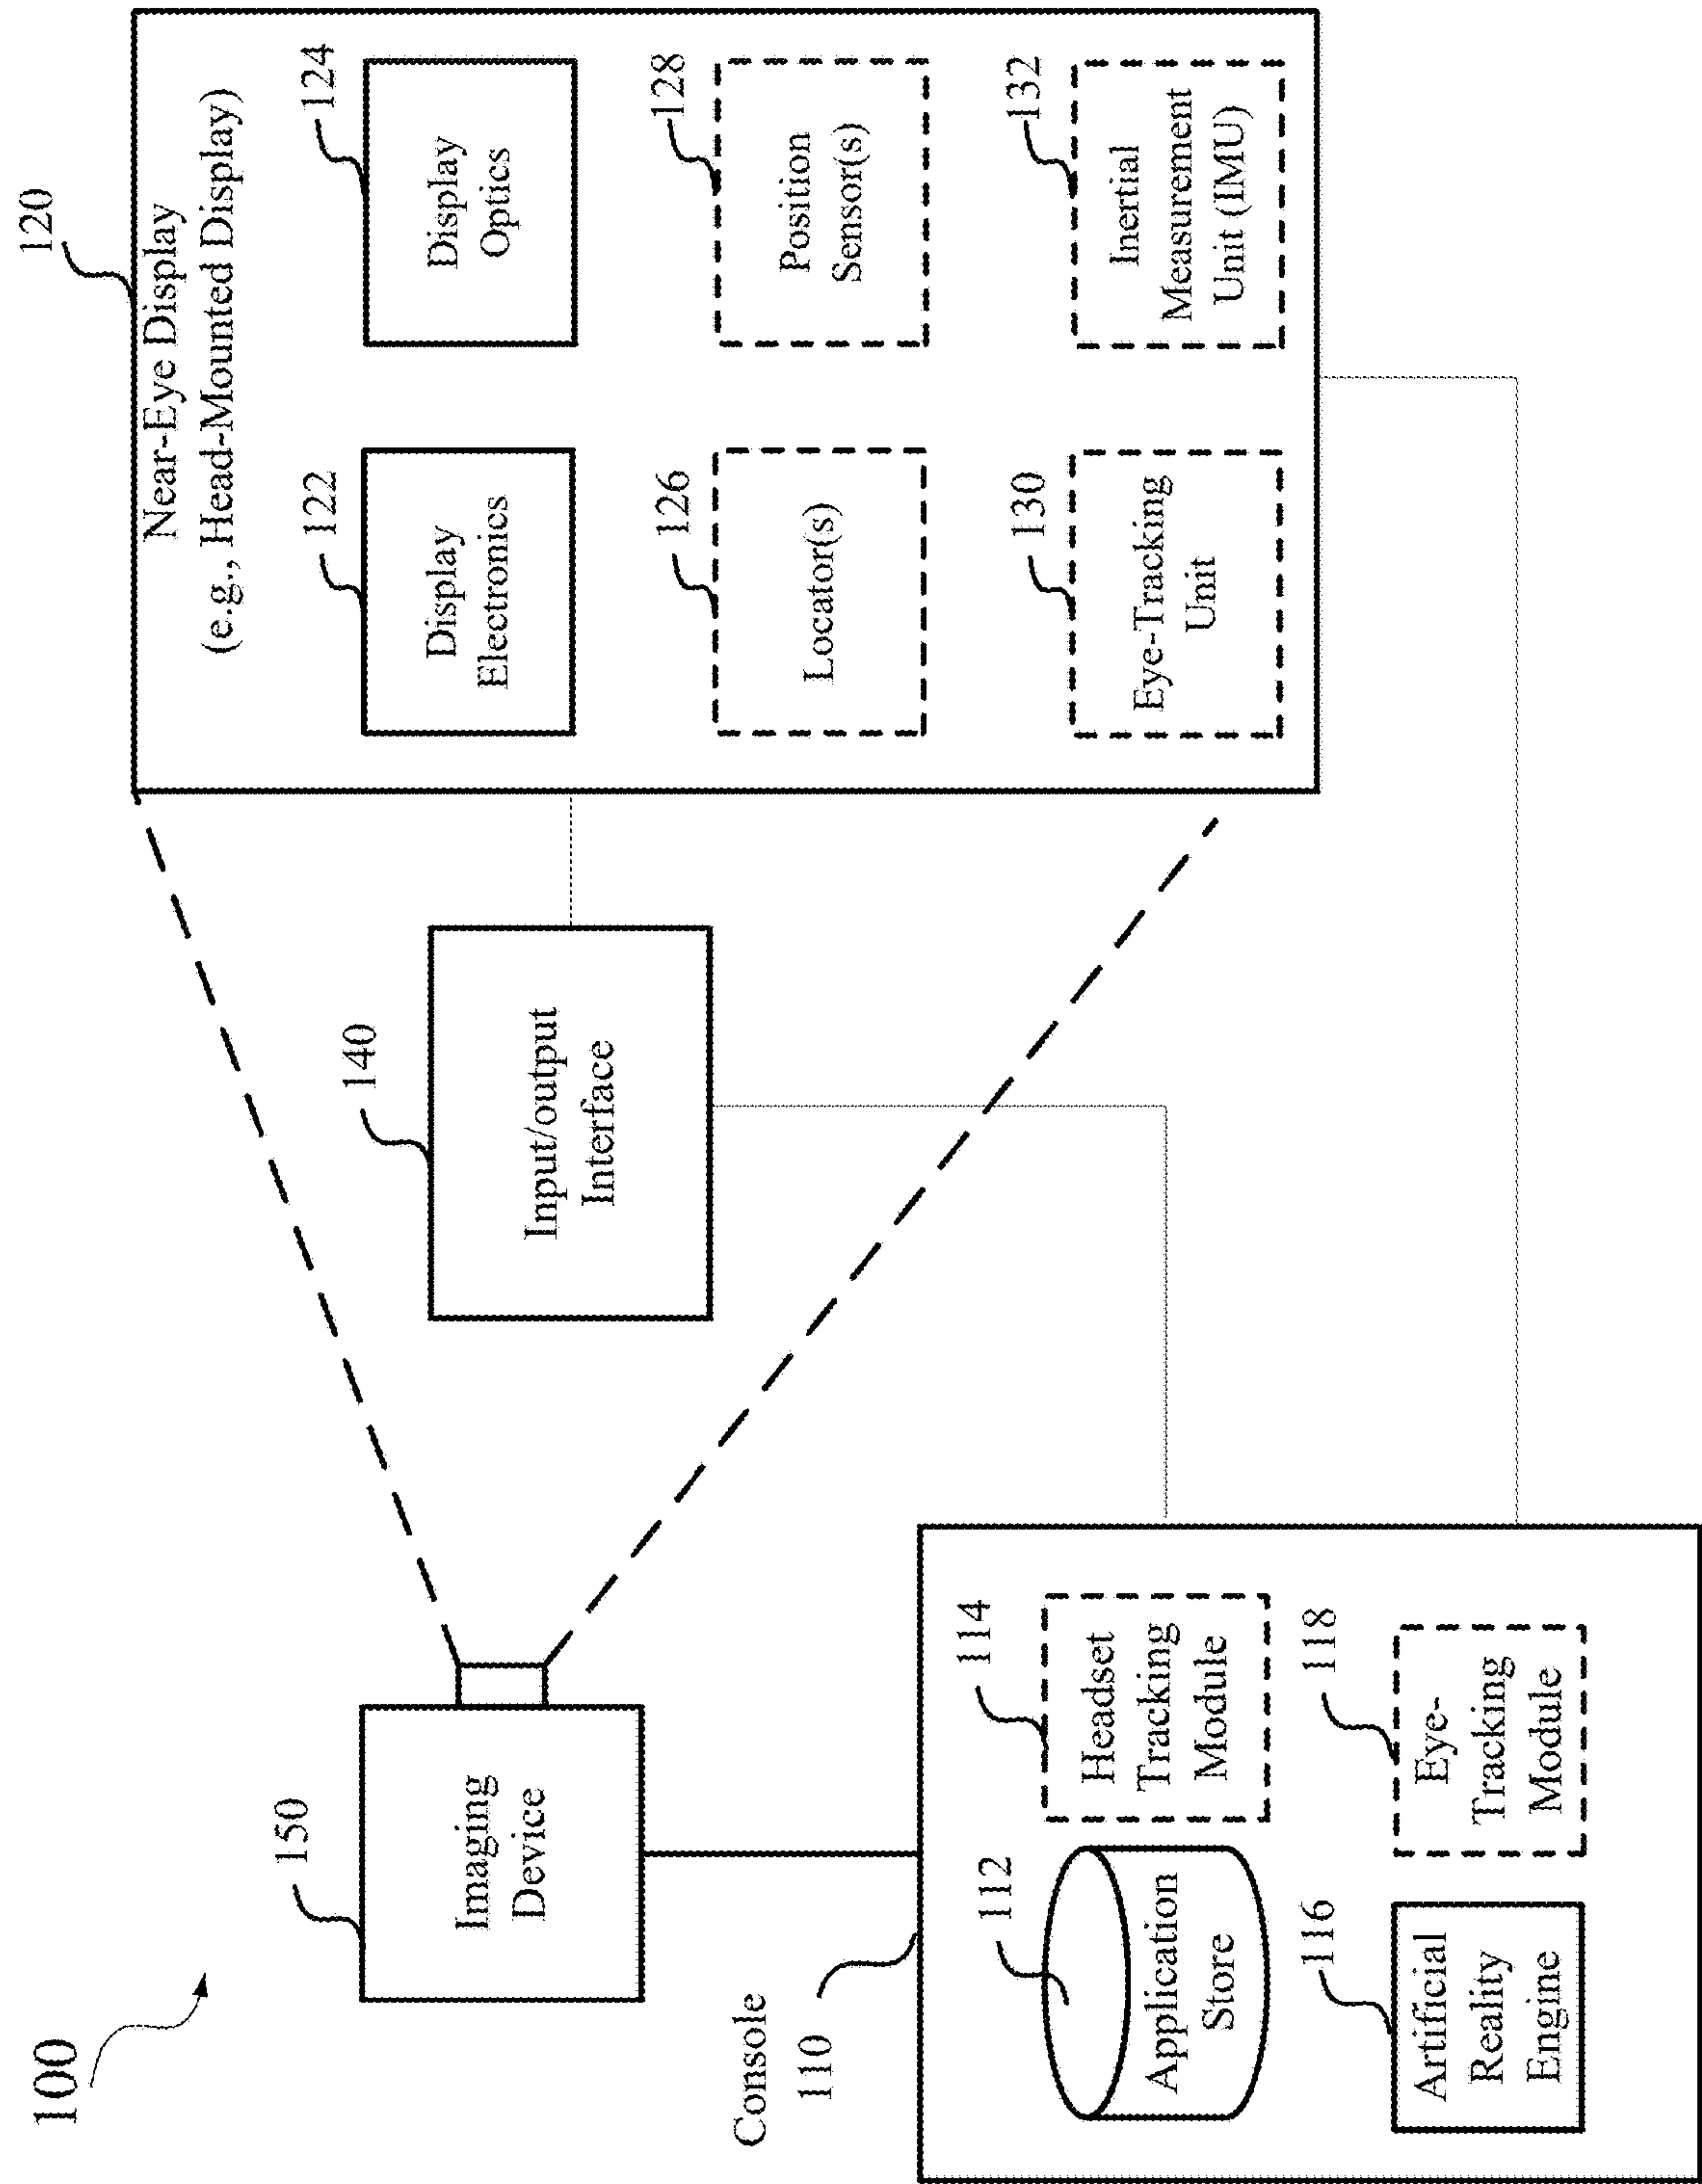 100
150
Imaging
Device
140
Input/output
Interface
120
Near-Eye Display
(e.g., Head-Mounted Display)
122
Display
Electronics
124
Display
Optics
126
Locator(s)
128
Position
Sensor(s)
130
Eye-Tracking
Unit
132
Inertial
Measurement
Unit (IMU)
Console
110
112
Application
Store
114
Headset
Tracking
Module
116
Artificial
Reality
Engine
118
Eye-
Tracking
Module